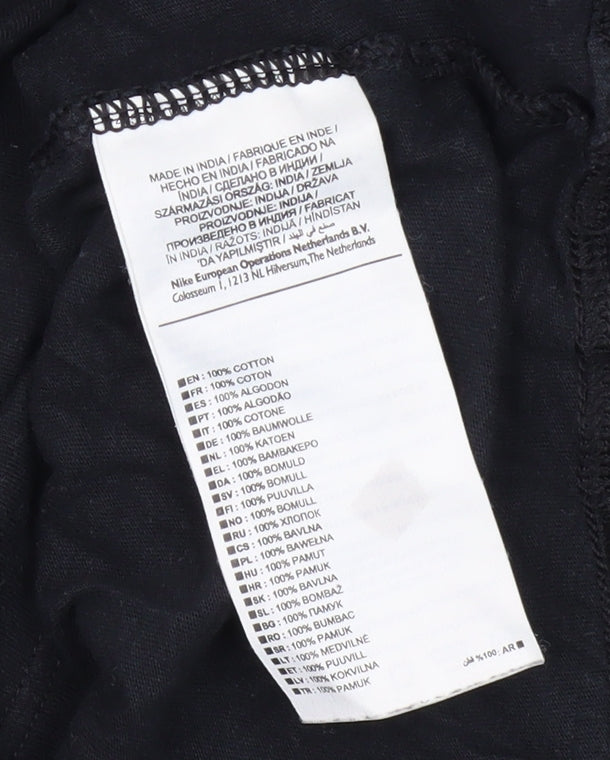 MADE IN INDIA / FABRIQUE EN INDE /
HECHO EN INDIA / FABRICADO NA
ÍNDIA / СДЕЛАНО В ИНДИИ /
SZÁRMAZÁSI ORSZÁG: INDIA / ZEMLJA
PROIZVODNJE: INDIJA / DRŽAVA
PROIZVODNJE: INDIJA /
ПРОИЗВЕДЕНО В ИНДИЯ / FABRICAT
ÎN INDIA / RAŽOTS: INDIJĀ / HİNDİSTAN
'DA YAPILMIŞTIR / صنع في الهند
Nike European Operations Netherlands B.V.
Colosseum 1, 1213 NL Hilversum, The Netherlands
■EN : 100% COTTON
■FR : 100% COTON
■ES : 100% ALGODON
■PT : 100% ALGODÃO
■IT : 100% COTONE
■DE : 100% BAUMWOLLE
■NL : 100% KATOEN
■EL : 100% ΒΑΜΒΑΚΕΡΟ
■DA : 100% BOMULD
■SV : 100% BOMULL
■FI : 100% PUUVILLA
■NO : 100% BOMULL
■RU : 100% ХЛОПОК
■CS : 100% BAVLNA
■PL : 100% BAWEŁNA
■HU : 100% PAMUT
■HR : 100% PAMUK
■SK : 100% BAVLNA
■SL : 100% BOMBAŽ
■BG : 100% ПАМУК
■RO : 100% BUMBAC
■SR : 100% PAMUK
■LT : 100% MEDVILNĖ
■ET : 100% PUUVILL
■LV : 100% KOKVILNA
■TR : 100% PAMUK
■ AR : %100 قطن